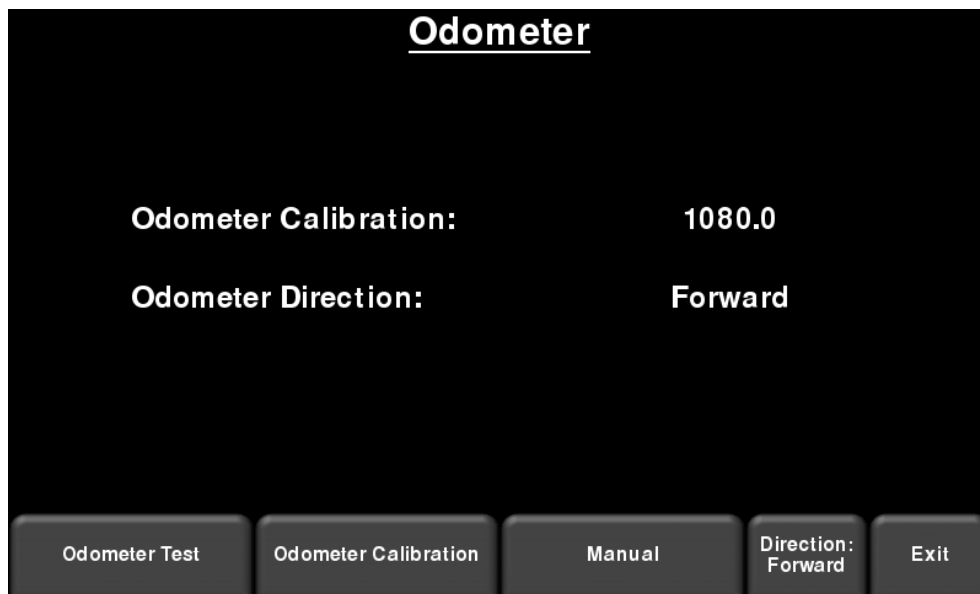 Odometer
Odometer Calibration: 1080.0
Odometer Direction: Forward
Odometer Test
Odometer Calibration
Manual
Direction:
Forward
Exit